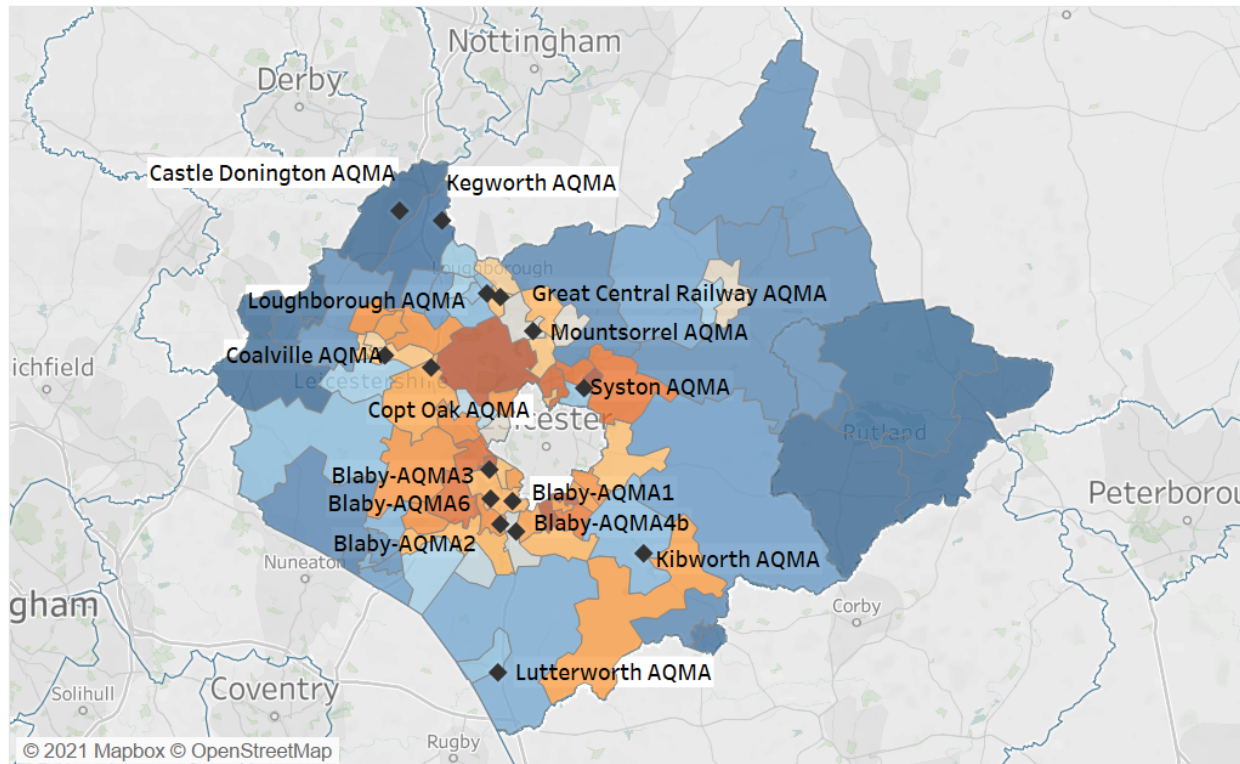 Nottingham
Derby
Castle Donington AQMA
Kegworth AQMA
Loughborough
Loughborough AQMA
Great Central Railway AQMA
Mountsorrel AQMA
Coalville AQMA
ichfield
Leicestershire
Syston AQMA
Copt Oak AQMA
eicester
Rutland
Blaby-AQMA3
Blaby-AQMA1
Peterborou
Blaby-AQMA6
Blaby-AQMA4b
Blaby-AQMA2
Nuneaton
Kibworth AQMA
gham
Corby
Lutterworth AQMA
Solihull
Coventry
Rugby
© 2021 Mapbox © OpenStreetMap